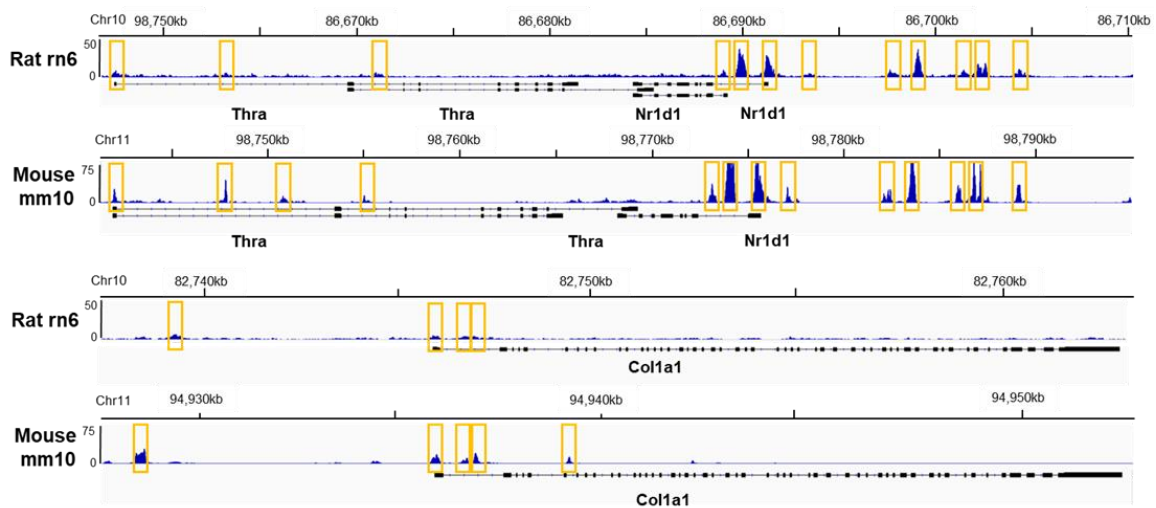 Chr10 98,750kb 86,670kb 86,680kb 86,690kb 86,700kb 86,710kb
50
Rat rn6
0
Thra Thra Nr1d1 Nr1d1
Chr11 98,750kb 98,760kb 98,770kb 98,780kb 98,790kb
75
Mouse
mm10
0
Thra Thra Nr1d1
Chr10 82,740kb 82,750kb 82,760kb
50
Rat rn6
0
Col1a1
Chr11 94,930kb 94,940kb 94,950kb
75
Mouse
mm10
0
Col1a1